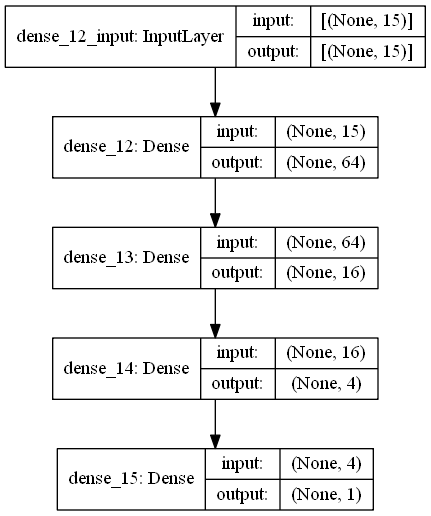 dense_12_input: InputLayer
input: [(None, 15)]
output: [(None, 15)]
dense_12: Dense
input: (None, 15)
output: (None, 64)
dense_13: Dense
input: (None, 64)
output: (None, 16)
dense_14: Dense
input: (None, 16)
output: (None, 4)
dense_15: Dense
input: (None, 4)
output: (None, 1)